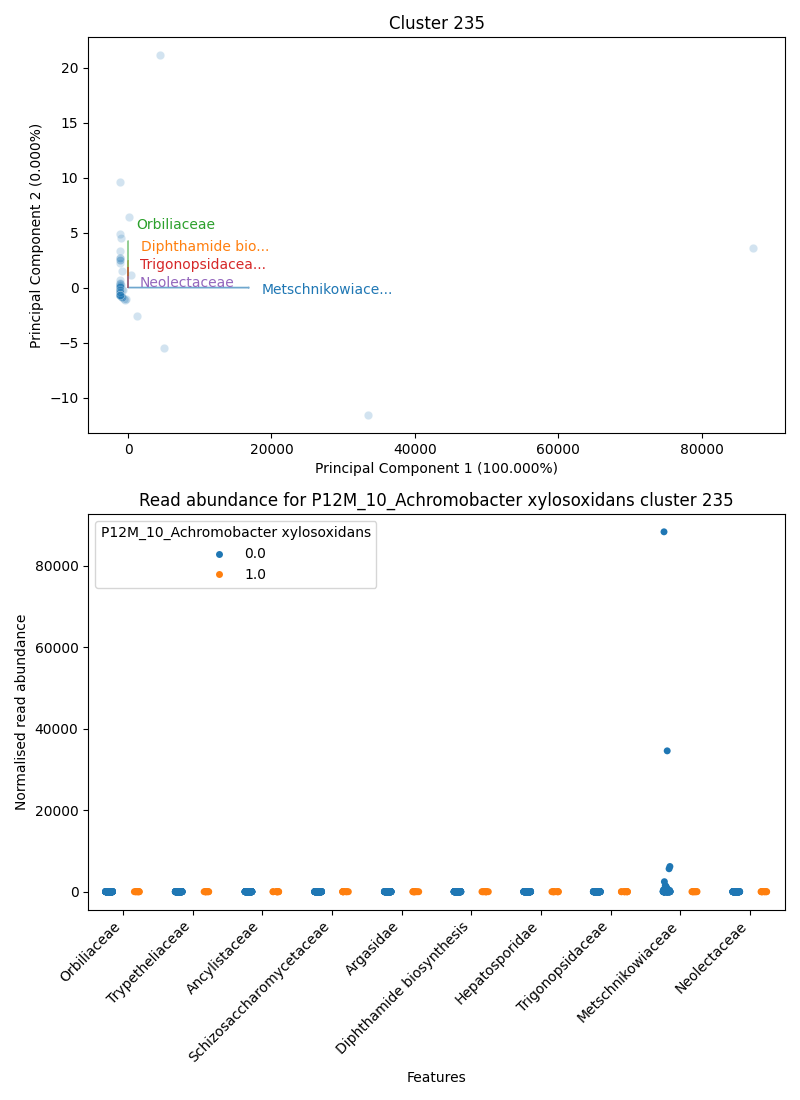 Cluster 235
Principal Component 2 (0.000%)
20
15
10
5
0
−5
−10
Orbiliaceae
Diphthamide bio...
Trigonopsidacea...
Neolectaceae
Metschnikowiace...
0
20000
40000
60000
80000
Principal Component 1 (100.000%)
Read abundance for P12M_10_Achromobacter xylosoxidans cluster 235
P12M_10_Achromobacter xylosoxidans
0.0
1.0
Normalised read abundance
80000
60000
40000
20000
0
Orbiliaceae
Trypetheliaceae
Ancylistaceae
Schizosaccharomycetaceae
Argasidae
Diphthamide biosynthesis
Hepatosporidae
Trigonopsidaceae
Metschnikowiaceae
Neolectaceae
Features